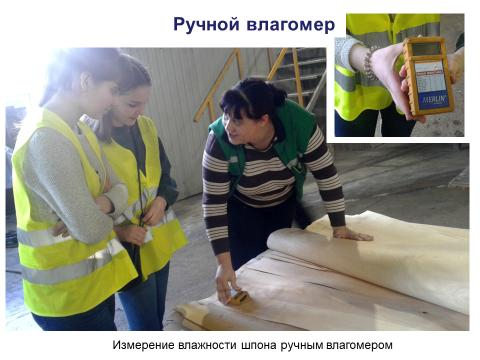 Ручной влагомер
MERLIN
Измерение влажности шпона ручным влагомером